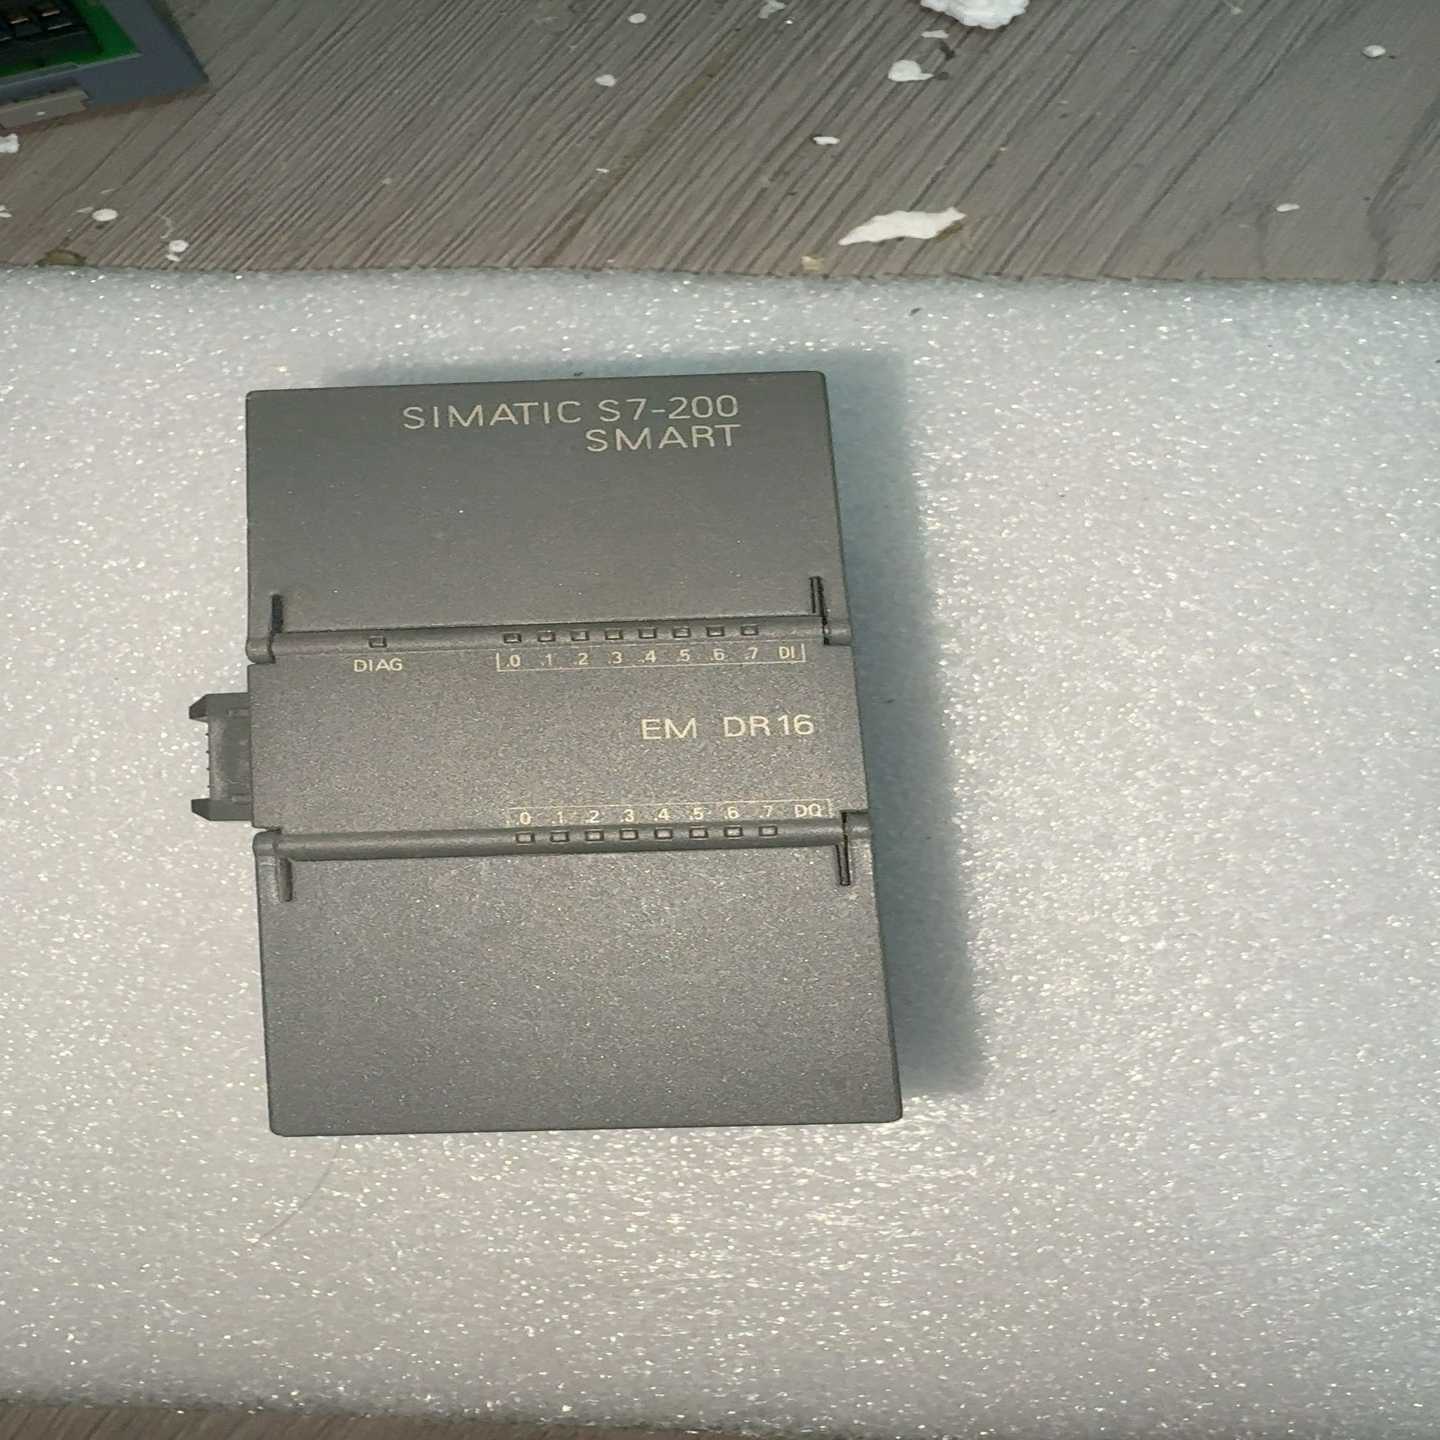 SIMATIC S7-200
SMART
DIAG
.0 .1 .2 .3 .4 .5 .6 .7 DI
EM DR16
.0 .1 .2 .3 .4 .5 .6 .7 DQ